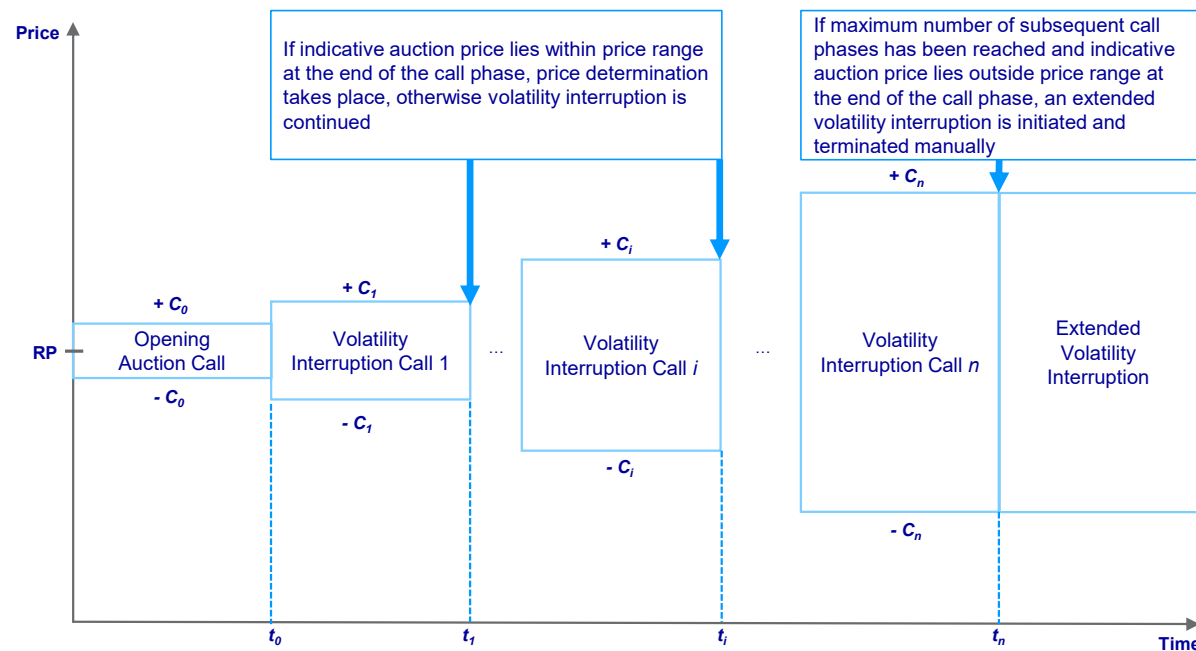 Price
If indicative auction price lies within price range
at the end of the call phase, price determination
takes place, otherwise volatility interruption is
continued
If maximum number of subsequent call
phases has been reached and indicative
auction price lies outside price range at
the end of the call phase, an extended
volatility interruption is initiated and
terminated manually
+ Cn
+ Ci
+ C1
+ C0
RP
Opening
Auction Call
Volatility
Interruption Call 1
...
Volatility
Interruption Call i
...
Volatility
Interruption Call n
Extended
Volatility
Interruption
- C0
- C1
- Ci
- Cn
t0
t1
ti
tn
Time